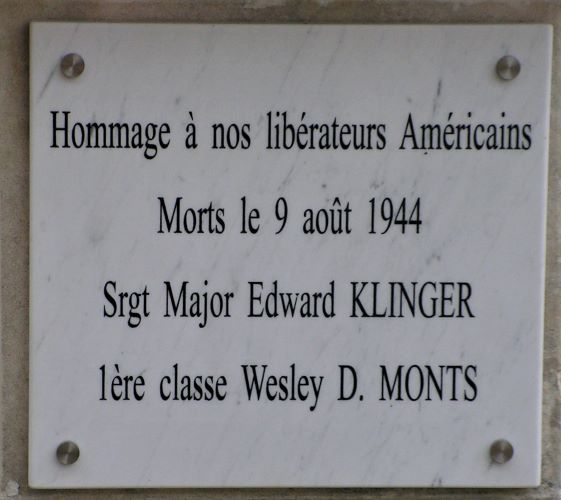 Hommage à nos libérateurs Américains
Morts le 9 août 1944
Srgt Major Edward KLINGER
1ère classe Wesley D. MONTS